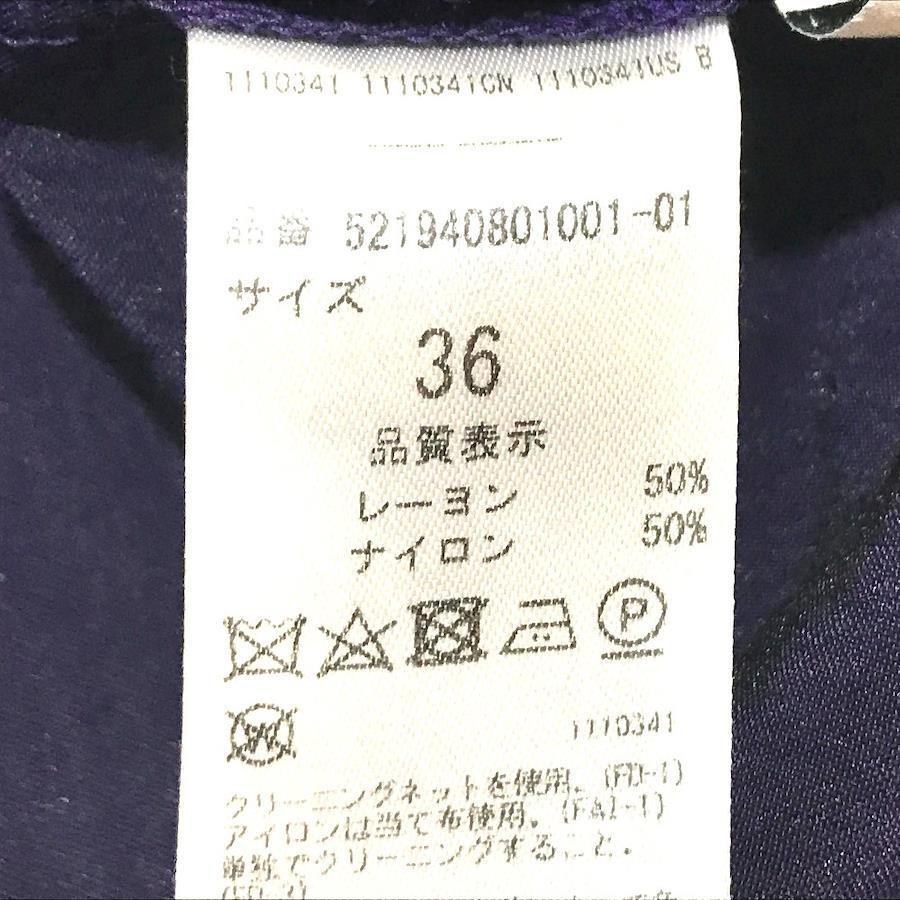 1110341 1110341CN 1110341US B
品番 521940801001-01
サイズ
36
品質表示
レーヨン 50%
ナイロン 50%
P
W
1110341
クリーニングネットを使用。(FD-1)
アイロンは当て布使用。(FA1-1)
単独でクリーニングすること。